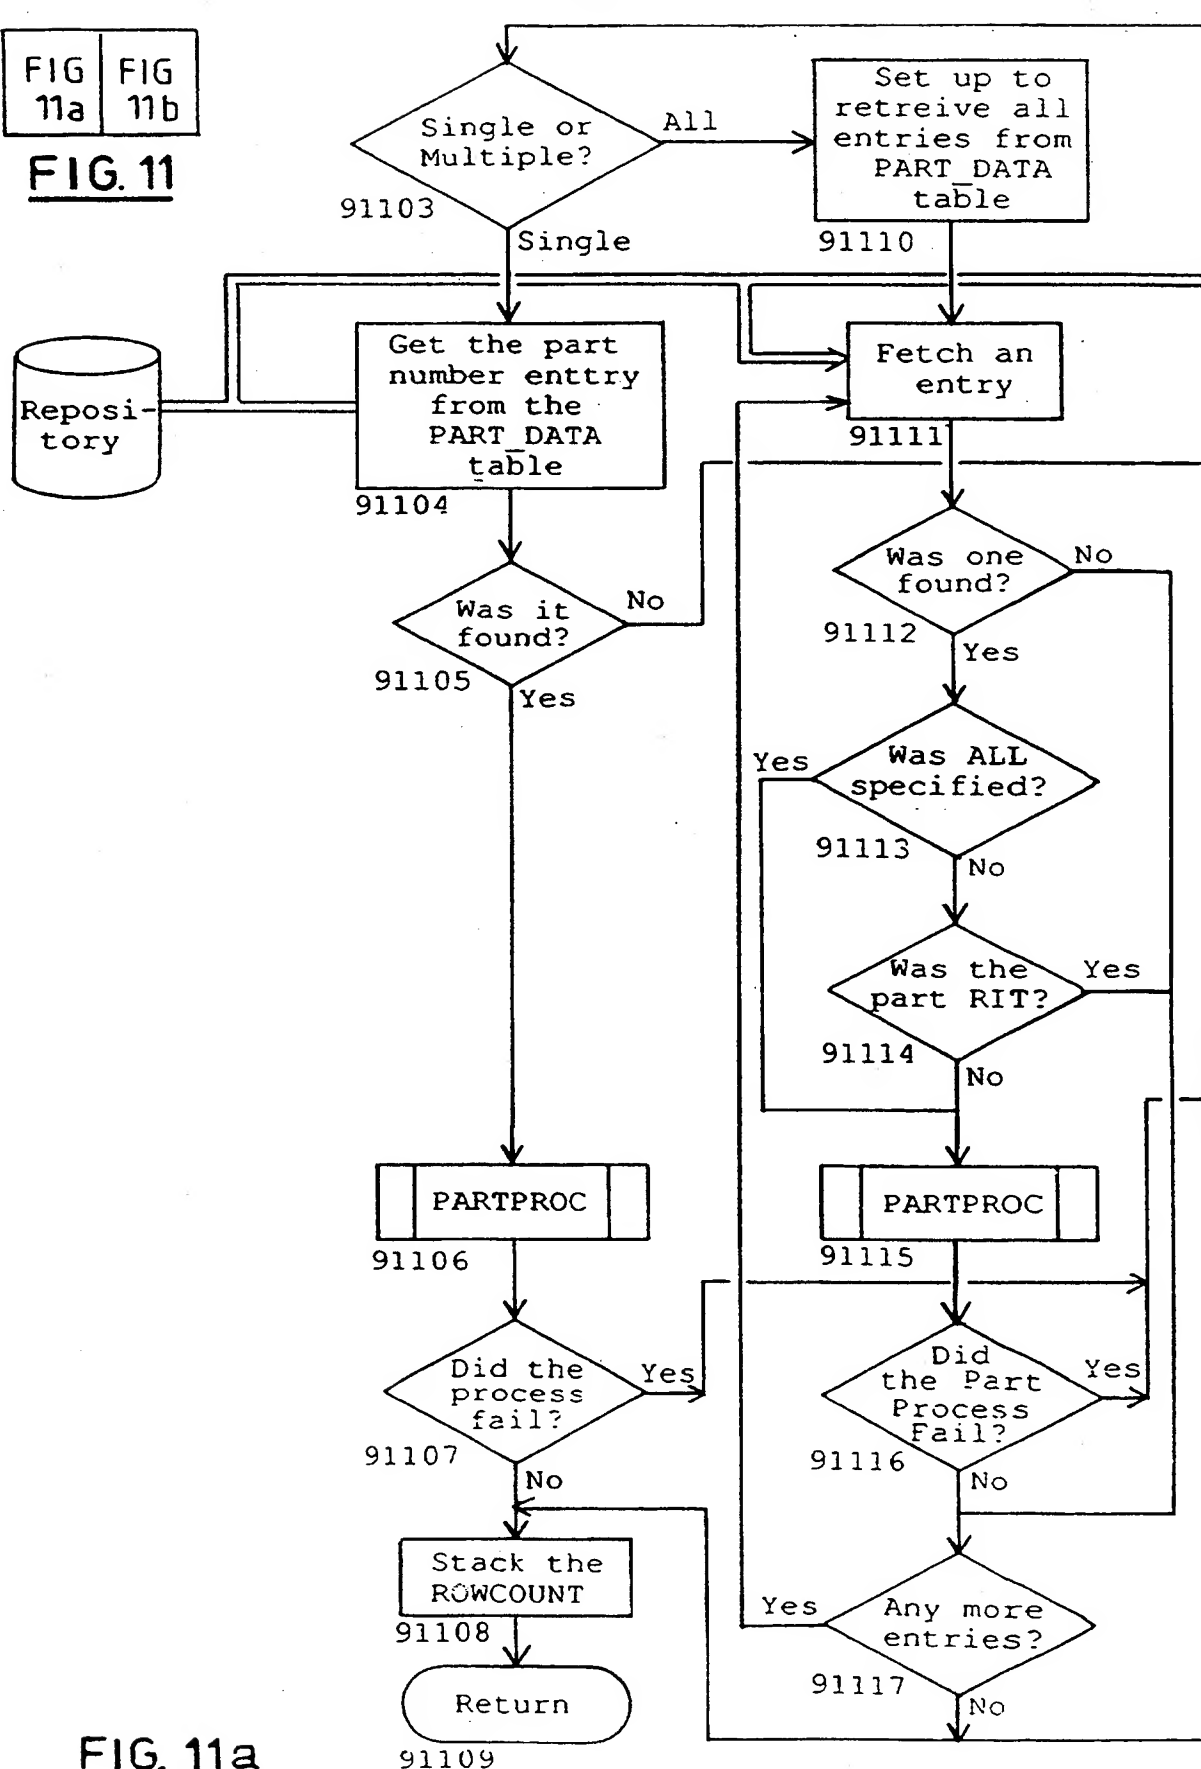 FIG
11a
FIG
11b
FIG. 11
Single or
Multiple?
All
91103
Single
Set up to
retreive all
entries from
PART_DATA
table
91110
Reposi-
tory
Get the part
number enttry
from the
PART_DATA
table
91104
Fetch an
entry
91111
Was it
found?
No
91105
Yes
Was one
found?
No
91112
Yes
Was ALL
specified?
Yes
91113
No
Was the
part RIT?
Yes
91114
No
PARTPROC
91106
PARTPROC
91115
Did the
process
fail?
Yes
91107
No
Did
the Part
Process
Fail?
Yes
91116
No
Stack the
ROWCOUNT
91108
Any more
entries?
Yes
91117
No
Return
91109
FIG. 11a